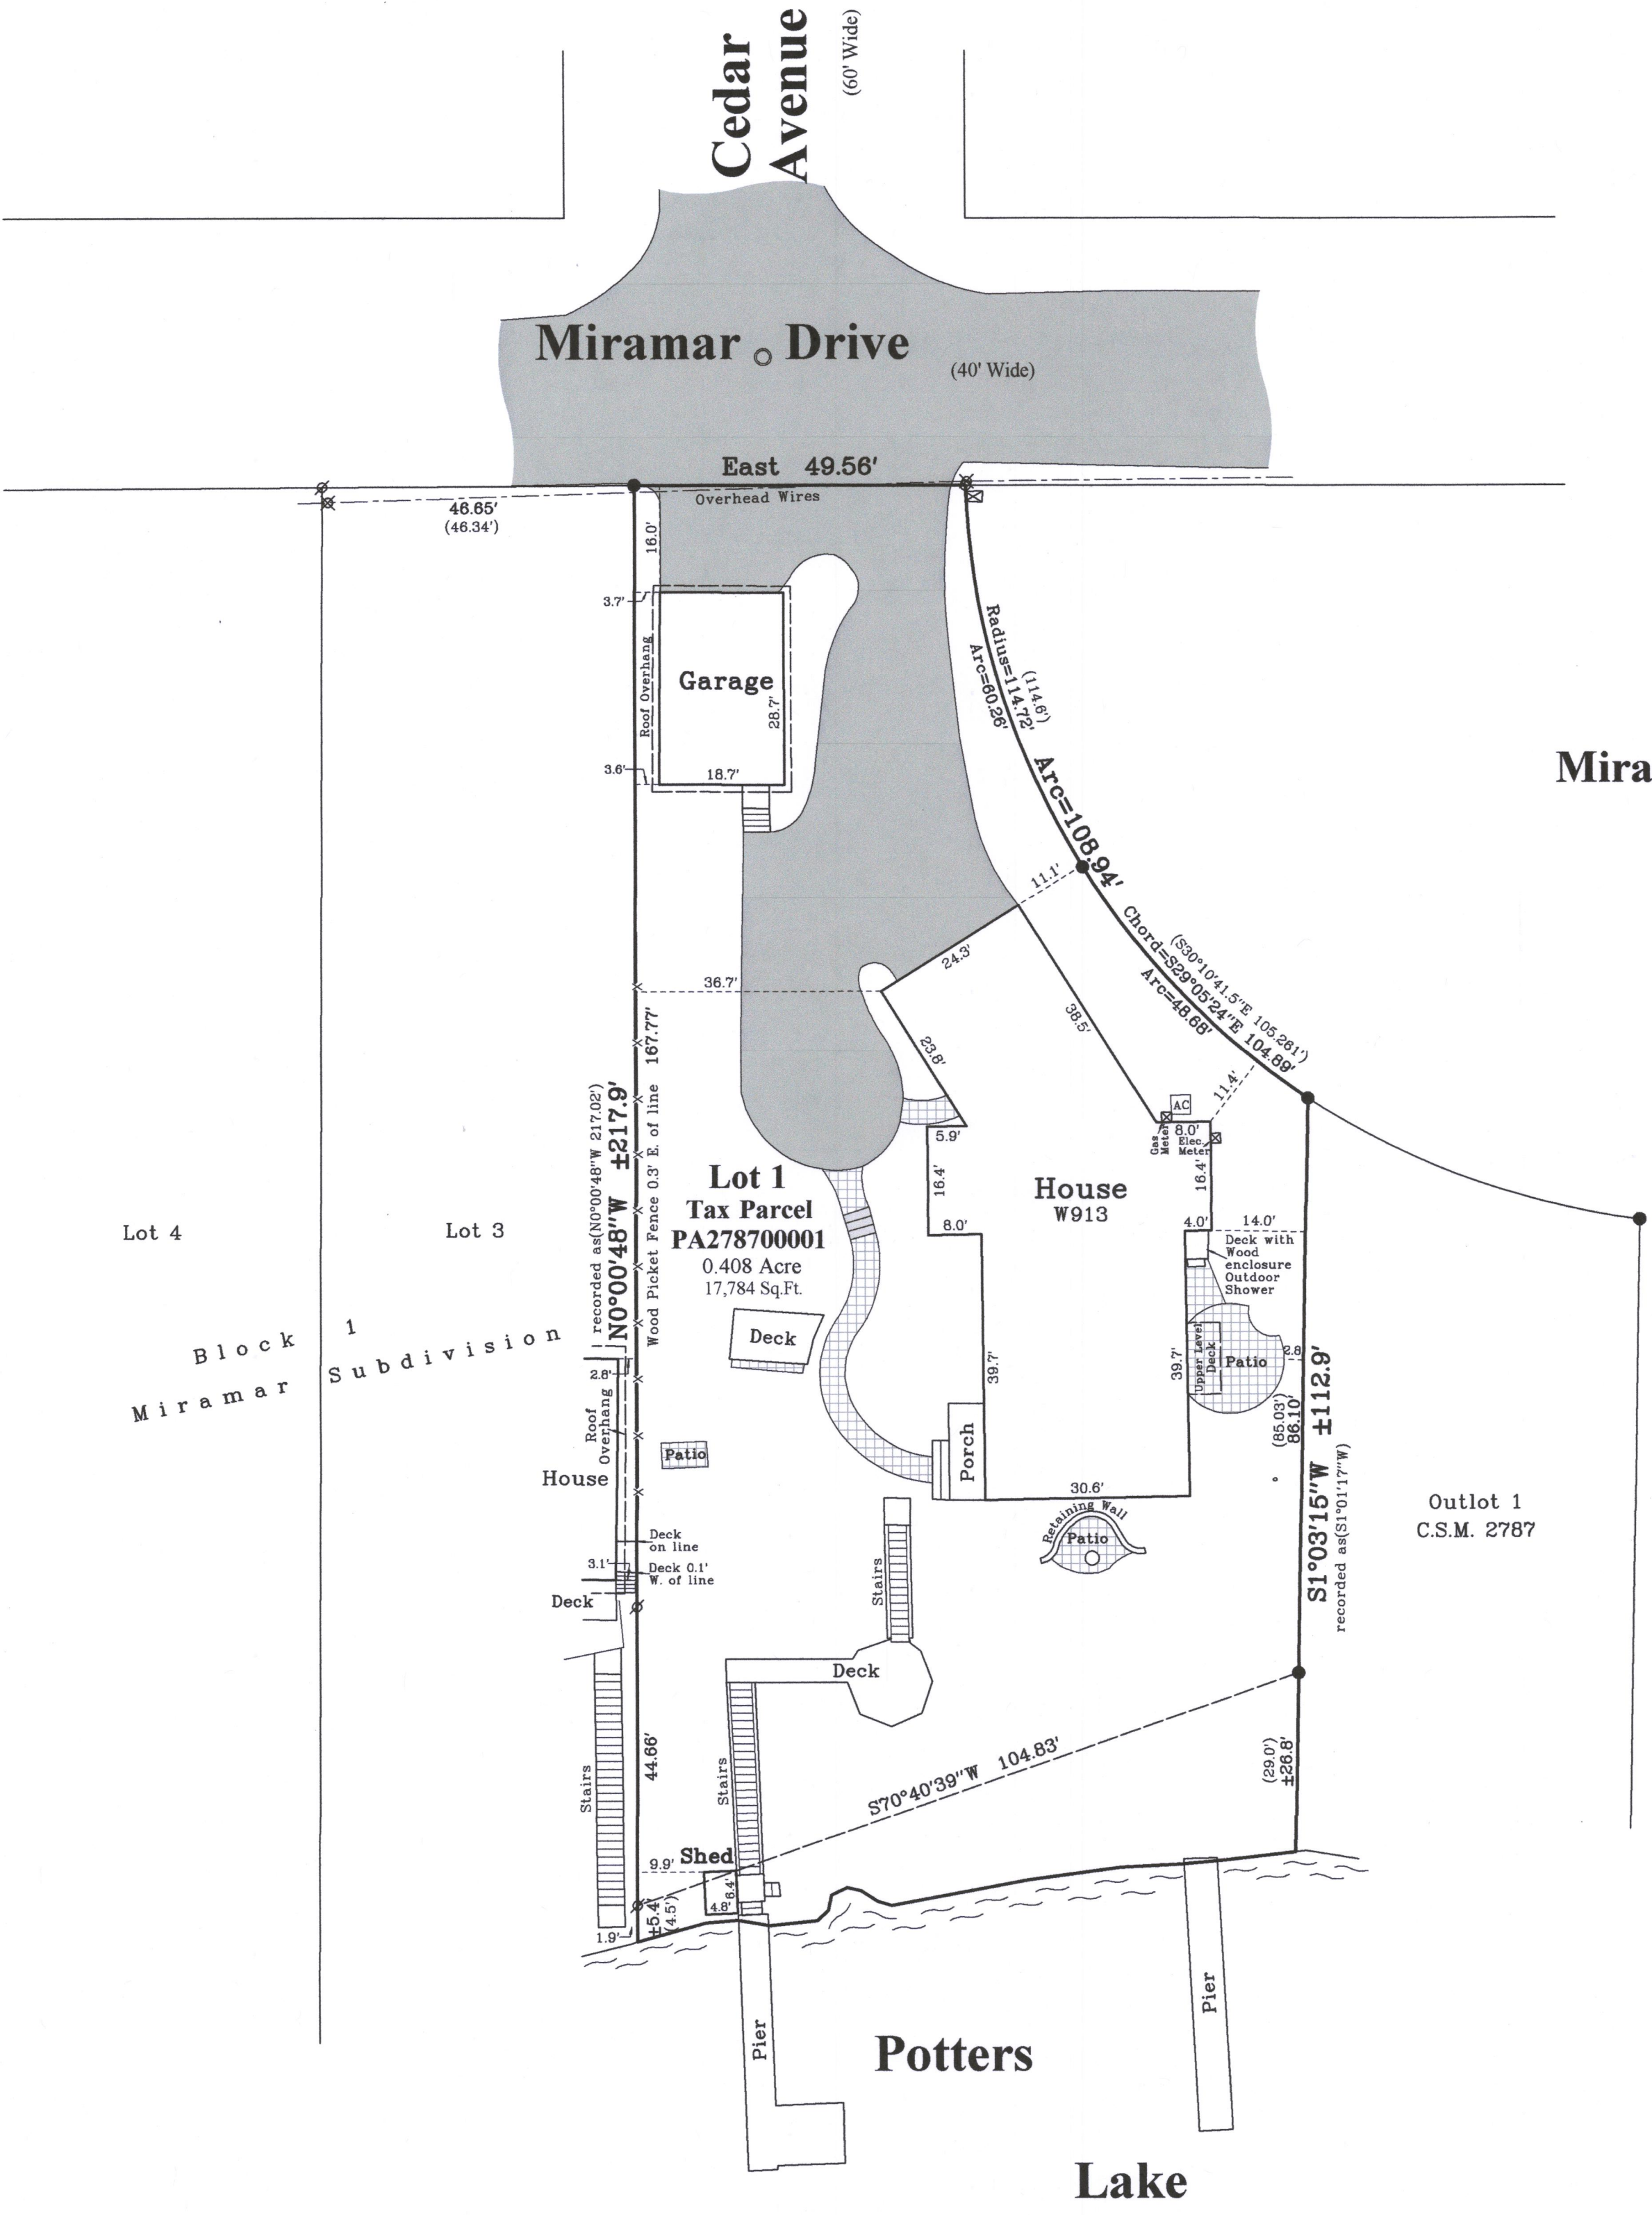 Cedar
Avenue
(60' Wide)
Miramar Drive
(40' Wide)
East 49.56'
Overhead Wires
46.65'
(46.34')
16.0'
3.7'
Roof Overhang
Garage
28.7'
3.6'
18.7'
Radius=114.72'
(114.6')
Arc=60.26'
Arc=108.94'
Mira
11.1'
Chord=S29°05'24"E 104.89'
(S30°10'41.5"E 105.261')
Arc=48.68'
24.3'
36.7'
38.5'
23.8'
11.4'
AC
Gas
Meter
8.0'
Elec.
Meter
5.9'
16.4'
16.4'
House
W913
8.0'
4.0'
14.0'
Deck with
Wood
enclosure
Outdoor
Shower
Lot 1
Tax Parcel
PA278700001
0.408 Acre
17,784 Sq.Ft.
Lot 4
Lot 3
recorded as(N0°00'48"W 217.02')
N0°00'48"W ±217.9'
Wood Picket Fence 0.3' E. of line 167.77'
Block 1
Miramar Subdivision
Deck
39.7'
39.7'
Upper Level
Deck
Patio
2.8'
2.8'
Roof
Overhang
House
Patio
Porch
(85.03')
86.10'
S1°03'15"W ±112.9'
recorded as(S1°01'17"W)
Outlot 1
C.S.M. 2787
30.6'
Retaining Wall
Patio
Deck
on line
3.1'
Deck 0.1'
W. of line
Deck
Stairs
Deck
44.66'
Stairs
Stairs
S70°40'39"W 104.83'
(29.0')
±26.8'
9.9'
Shed
6.4'
4.8'
±5.4'
(4.5')
1.9'
Pier
Pier
Potters
Lake